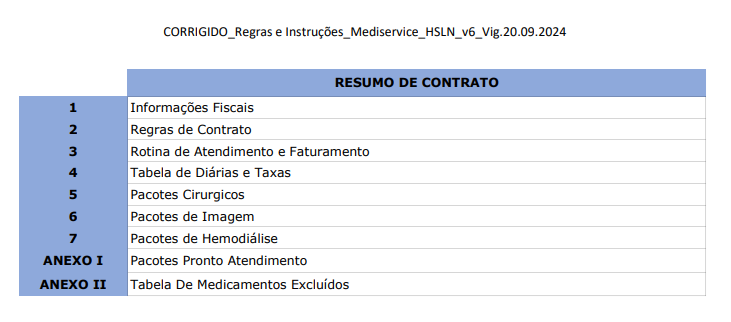 CORRIGIDO_Regras e Instruções_Mediservice_HSLN_v6_Vig.20.09.2024
RESUMO DE CONTRATO
1 Informações Fiscais
2 Regras de Contrato
3 Rotina de Atendimento e Faturamento
4 Tabela de Diárias e Taxas
5 Pacotes Cirurgicos
6 Pacotes de Imagem
7 Pacotes de Hemodiálise
ANEXO I Pacotes Pronto Atendimento
ANEXO II Tabela De Medicamentos Excluídos